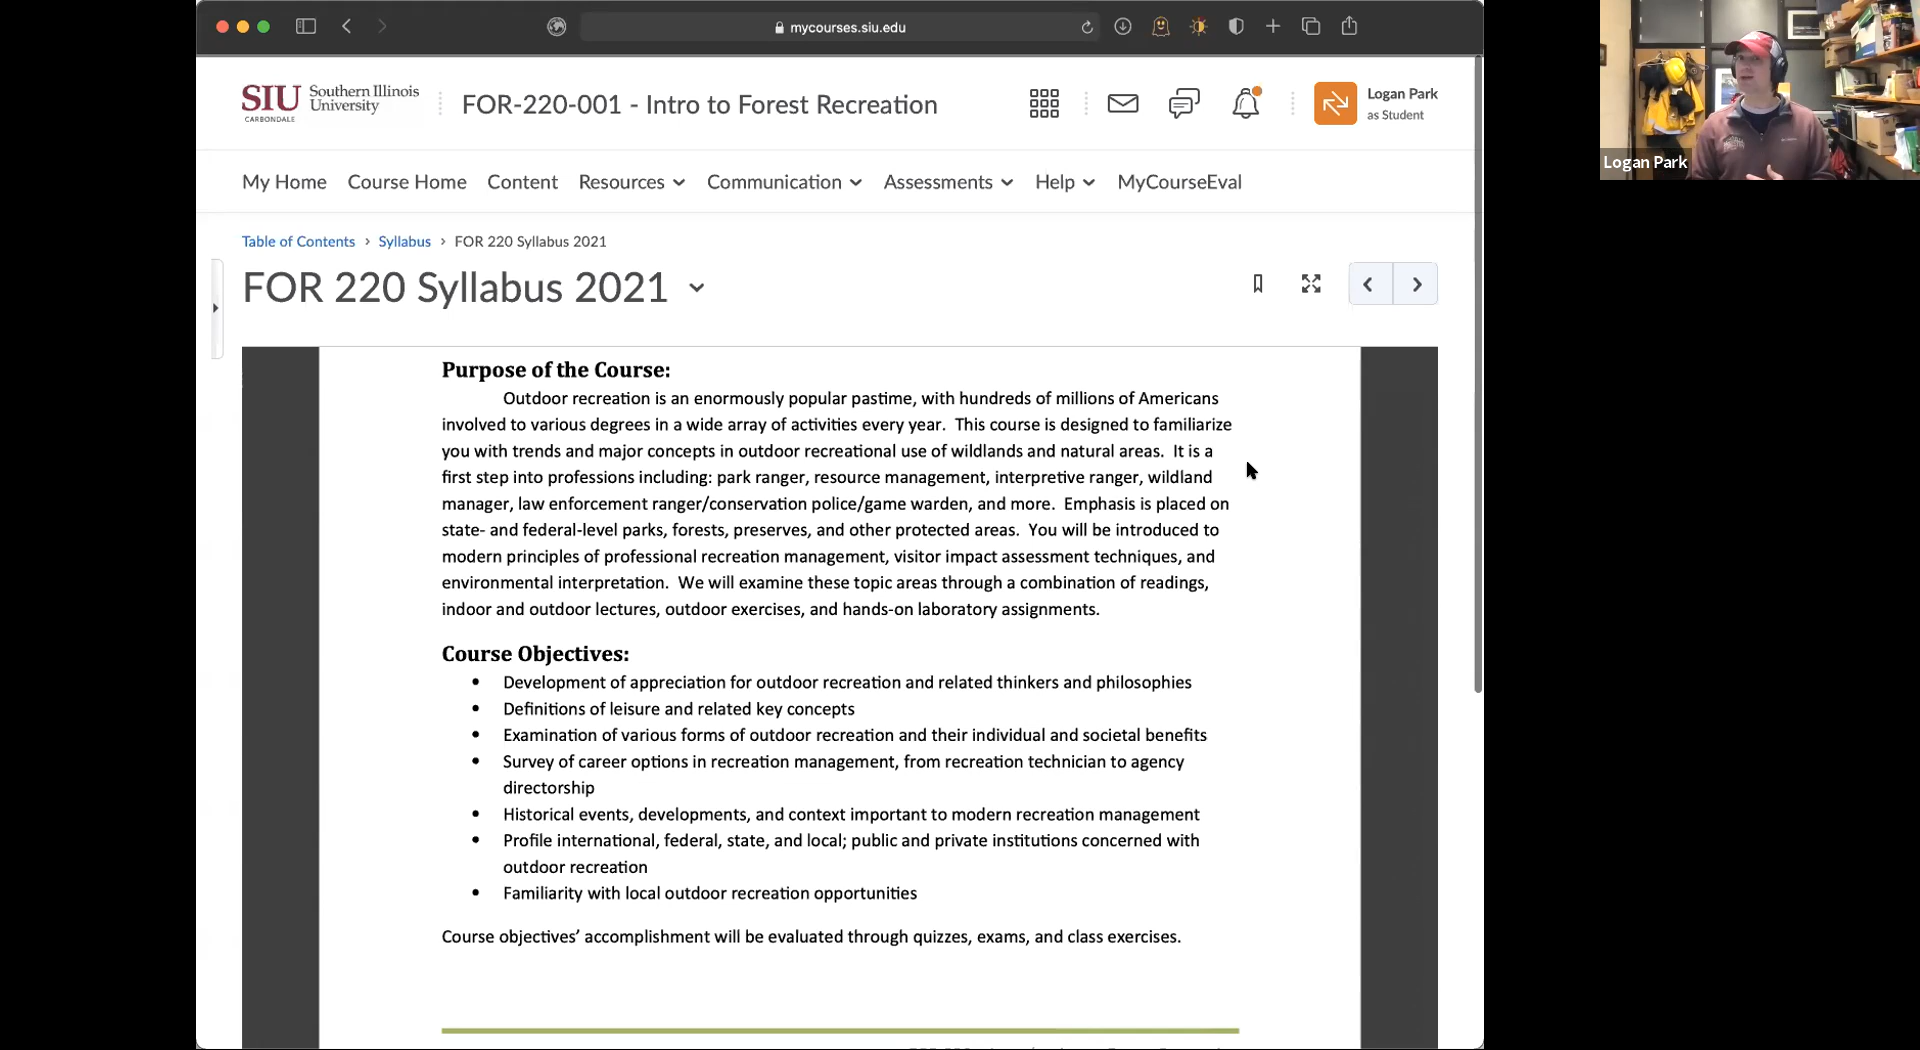 mycourses.siu.edu
SIU Southern Illinois University
CARBONDALE
FOR-220-001 - Intro to Forest Recreation
Logan Park
as Student
Logan Park
My Home Course Home Content Resources Communication Assessments Help MyCourseEval
Table of Contents › Syllabus › FOR 220 Syllabus 2021
FOR 220 Syllabus 2021
Purpose of the Course:
Outdoor recreation is an enormously popular pastime, with hundreds of millions of Americans
involved to various degrees in a wide array of activities every year. This course is designed to familiarize
you with trends and major concepts in outdoor recreational use of wildlands and natural areas. It is a
first step into professions including: park ranger, resource management, interpretive ranger, wildland
manager, law enforcement ranger/conservation police/game warden, and more. Emphasis is placed on
state- and federal-level parks, forests, preserves, and other protected areas. You will be introduced to
modern principles of professional recreation management, visitor impact assessment techniques, and
environmental interpretation. We will examine these topic areas through a combination of readings,
indoor and outdoor lectures, outdoor exercises, and hands-on laboratory assignments.
Course Objectives:
• Development of appreciation for outdoor recreation and related thinkers and philosophies
• Definitions of leisure and related key concepts
• Examination of various forms of outdoor recreation and their individual and societal benefits
• Survey of career options in recreation management, from recreation technician to agency
directorship
• Historical events, developments, and context important to modern recreation management
• Profile international, federal, state, and local; public and private institutions concerned with
outdoor recreation
• Familiarity with local outdoor recreation opportunities
Course objectives' accomplishment will be evaluated through quizzes, exams, and class exercises.